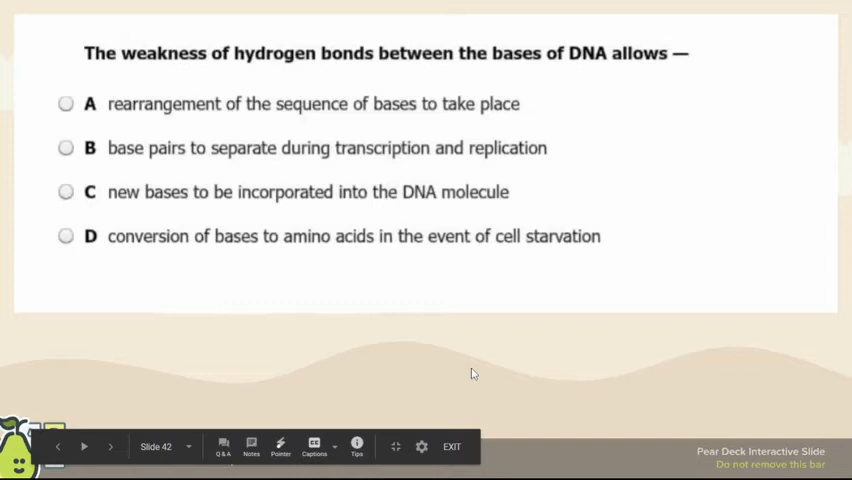 The weakness of hydrogen bonds between the bases of DNA allows —
A rearrangement of the sequence of bases to take place
B base pairs to separate during transcription and replication
C new bases to be incorporated into the DNA molecule
D conversion of bases to amino acids in the event of cell starvation
Slide 42
Q & A
Notes
Pointer
CC
Captions
Tips
EXIT
Pear Deck Interactive Slide
Do not remove this bar